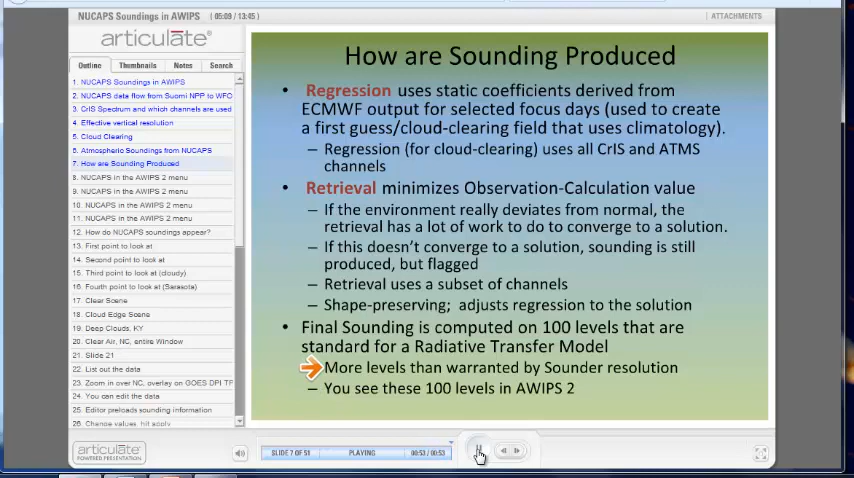 NUCAPS Soundings in AWIPS (05:09 / 13:45)
ATTACHMENTS
articulate
Outline Thumbnails Notes Search
1. NUCAPS Soundings in AWIPS
2. NUCAPS data flow from Suomi NPP to WFO
3. CrIS Spectrum and which channels are used
4. Effective vertical resolution
5. Cloud Clearing
6. Atmospheric Soundings from NUCAPS
7. How are Sounding Produced
8. NUCAPS in the AWIPS 2 menu
9. NUCAPS in the AWIPS 2 menu
10. NUCAPS in the AWIPS 2 menu
11. NUCAPS in the AWIPS 2 menu
12. How do NUCAPS soundings appear?
13. First point to look at
14. Second point to look at
15. Third point to look at (cloudy)
16. Fourth point to look at (Sarasota)
17. Clear Scene
18. Cloud Edge Scene
19. Deep Clouds, KY
20. Clear Air, NC, entire Window
21. Slide 21
22. List out the data
23. Zoom in over NC, overlay on GOES DPI TP
24. You can edit the data
25. Editor preloads sounding information
26. Change values, hit apply
articulate
POWERED PRESENTATION
How are Sounding Produced
• Regression uses static coefficients derived from
ECMWF output for selected focus days (used to create
a first guess/cloud-clearing field that uses climatology).
– Regression (for cloud-clearing) uses all CrIS and ATMS
channels
• Retrieval minimizes Observation-Calculation value
– If the environment really deviates from normal, the
retrieval has a lot of work to do to converge to a solution.
– If this doesn't converge to a solution, sounding is still
produced, but flagged
– Retrieval uses a subset of channels
– Shape-preserving; adjusts regression to the solution
• Final Sounding is computed on 100 levels that are
standard for a Radiative Transfer Model
More levels than warranted by Sounder resolution
– You see these 100 levels in AWIPS 2
SLIDE 7 OF 51 PLAYING 00:53 / 00:53